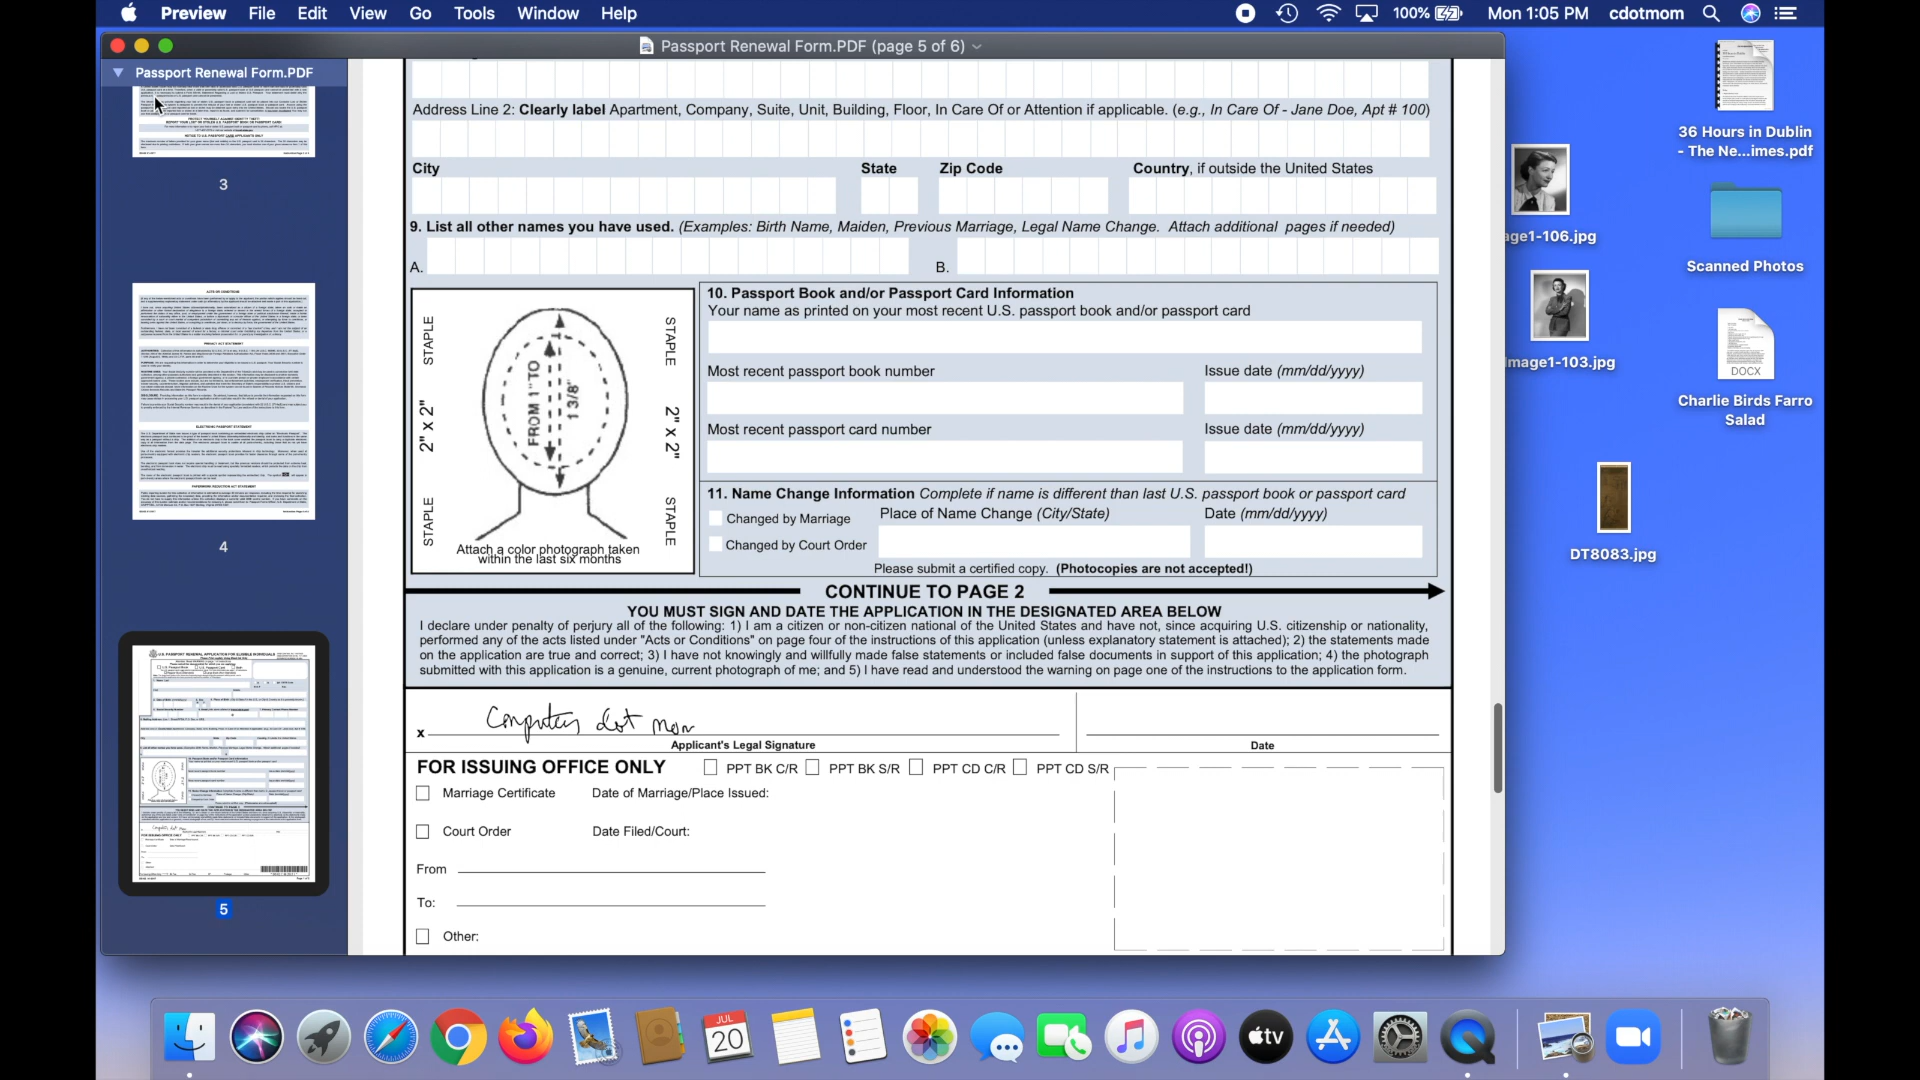 Preview File Edit View Go Tools Window Help
100% Mon 1:05 PM cdotmom
Passport Renewal Form.PDF (page 5 of 6)
Passport Renewal Form.PDF
3
4
5
Address Line 2: Clearly label Apartment, Company, Suite, Unit, Building, Floor, In Care Of or Attention if applicable. (e.g., In Care Of - Jane Doe, Apt # 100)
City State Zip Code Country, if outside the United States
9. List all other names you have used. (Examples: Birth Name, Maiden, Previous Marriage, Legal Name Change. Attach additional pages if needed)
A. B.
STAPLE STAPLE
2" x 2" 2" x 2"
STAPLE STAPLE
FROM 1" TO
1 3/8"
Attach a color photograph taken
within the last six months
10. Passport Book and/or Passport Card Information
Your name as printed on your most recent U.S. passport book and/or passport card
Most recent passport book number Issue date (mm/dd/yyyy)
Most recent passport card number Issue date (mm/dd/yyyy)
11. Name Change Information Complete if name is different than last U.S. passport book or passport card
Changed by Marriage Place of Name Change (City/State) Date (mm/dd/yyyy)
Changed by Court Order
Please submit a certified copy. (Photocopies are not accepted!)
CONTINUE TO PAGE 2
YOU MUST SIGN AND DATE THE APPLICATION IN THE DESIGNATED AREA BELOW
I declare under penalty of perjury all of the following: 1) I am a citizen or non-citizen national of the United States and have not, since acquiring U.S. citizenship or nationality,
performed any of the acts listed under "Acts or Conditions" on page four of the instructions of this application (unless explanatory statement is attached); 2) the statements made
on the application are true and correct; 3) I have not knowingly and willfully made false statements or included false documents in support of this application; 4) the photograph
submitted with this application is a genuine, current photograph of me; and 5) I have read and understood the warning on page one of the instructions to the application form.
x Computer dot mom
Applicant's Legal Signature Date
FOR ISSUING OFFICE ONLY PPT BK C/R PPT BK S/R PPT CD C/R PPT CD S/R
Marriage Certificate Date of Marriage/Place Issued:
Court Order Date Filed/Court:
From
To:
Other:
36 Hours in Dublin
- The Ne...imes.pdf
age1-106.jpg
Scanned Photos
Image1-103.jpg
DOCX
Charlie Birds Farro
Salad
DT8083.jpg
JUL
20
tv